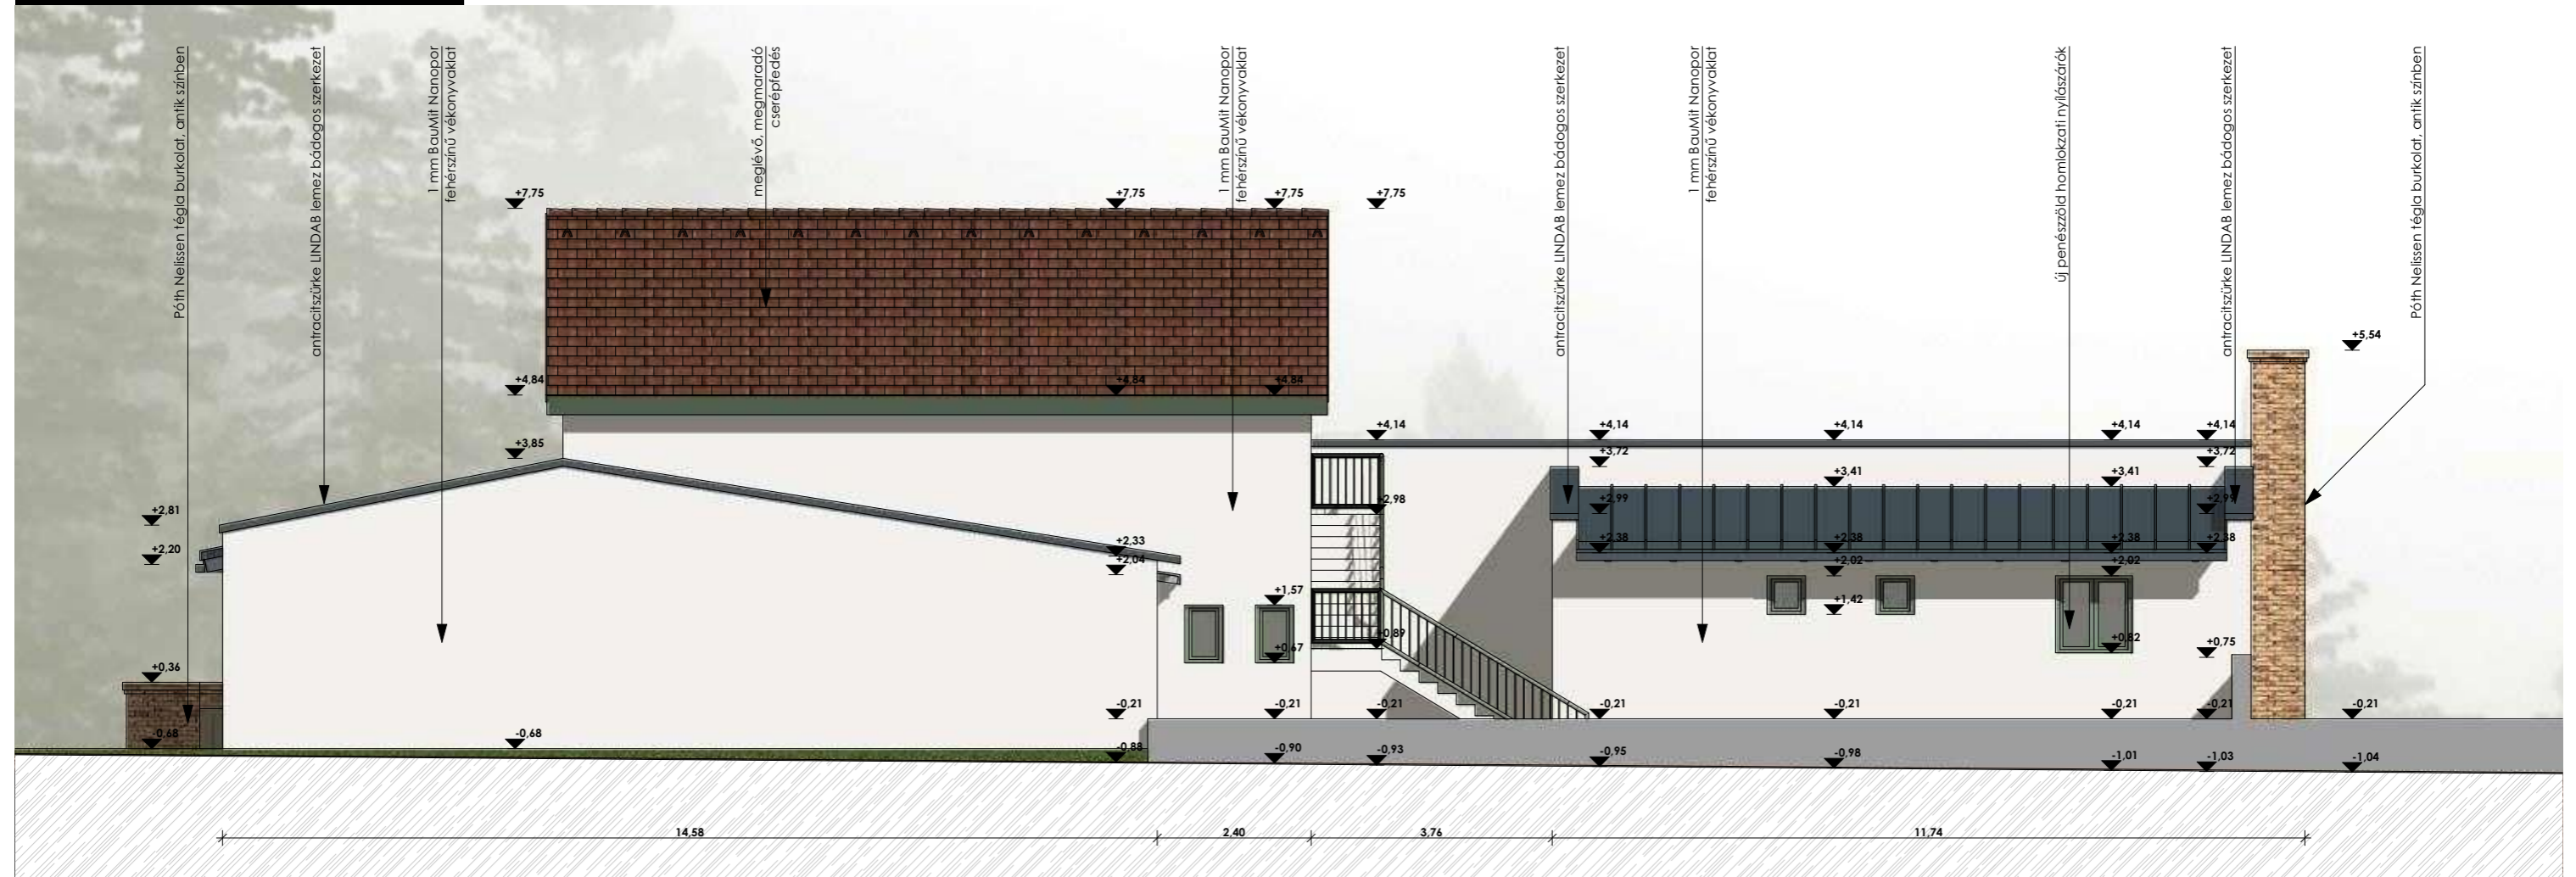 Póth Nelissen tégla burkolat, antik színben
antracitszürke LINDAB lemez bádogos szerkezet
1 mm BauMit Nanopor
fehérszínű vékonyvaklat
meglévő, megmaradó
cserépfedés
1 mm BauMit Nanopor
fehérszínű vékonyvaklat
antracitszürke LINDAB lemez bádogos szerkezet
1 mm BauMit Nanopor
fehérszínű vékonyvaklat
új penészzöld homlokzati nyílászárók
antracitszürke LINDAB lemez bádogos szerkezet
Póth Nelissen tégla burkolat, antik színben
+7,75 +7,75 +7,75 +7,75
+5,54
+4,84 +4,84 +4,84
+4,14 +4,14 +4,14 +4,14 +4,14
+3,85 +3,72 +3,72
+3,41 +3,41
+2,98 +2,99 +2,99
+2,81
+2,33 +2,38 +2,38 +2,38 +2,38
+2,20 +2,04 +2,02 +2,02
+1,57 +1,42
+0,89 +0,82 +0,75
+0,36 +0,67
-0,21 -0,21 -0,21 -0,21 -0,21 -0,21 -0,21 -0,21
-0,68 -0,68 -0,88 -0,90 -0,93 -0,95 -0,98 -1,01 -1,03 -1,04
14,58 2,40 3,76 11,74